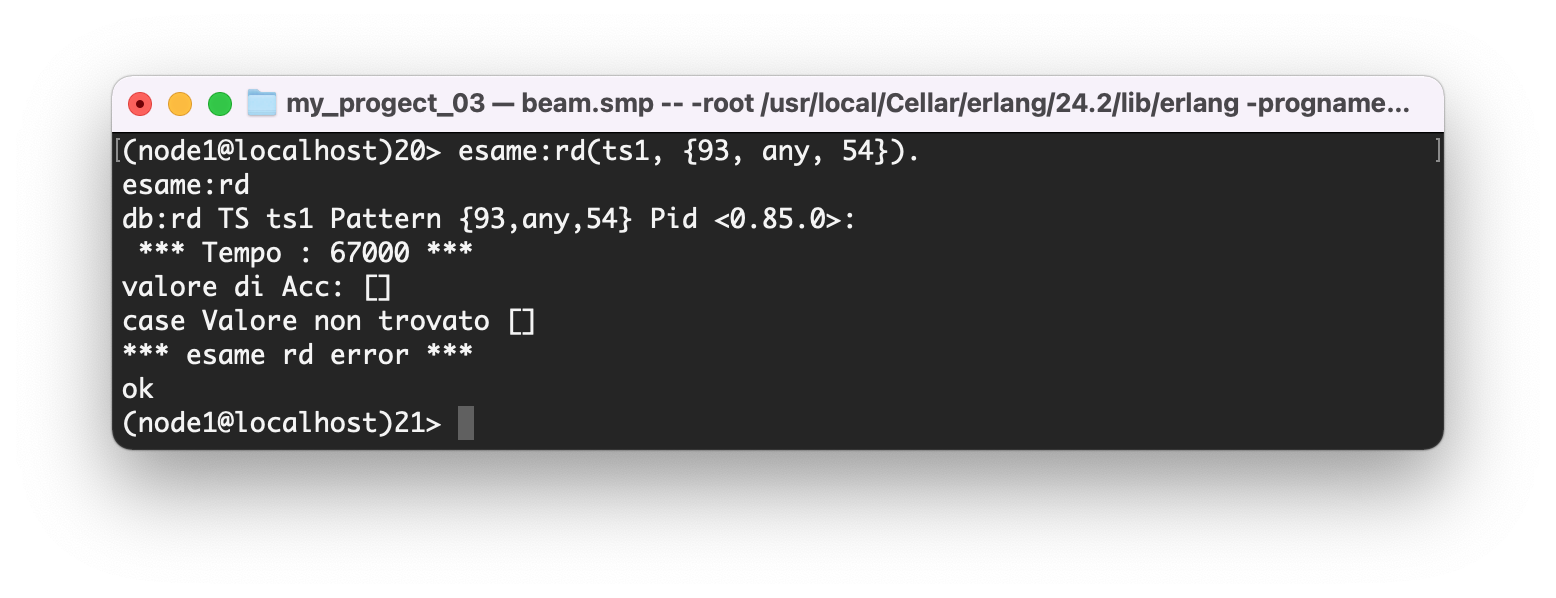 my_progect_03 — beam.smp -- -root /usr/local/Cellar/erlang/24.2/lib/erlang -progname...
[(node1@localhost)20> esame:rd(ts1, {93, any, 54}). ]
esame:rd
db:rd TS ts1 Pattern {93,any,54} Pid <0.85.0>:
 *** Tempo : 67000 ***
valore di Acc: []
case Valore non trovato []
*** esame rd error ***
ok
(node1@localhost)21>